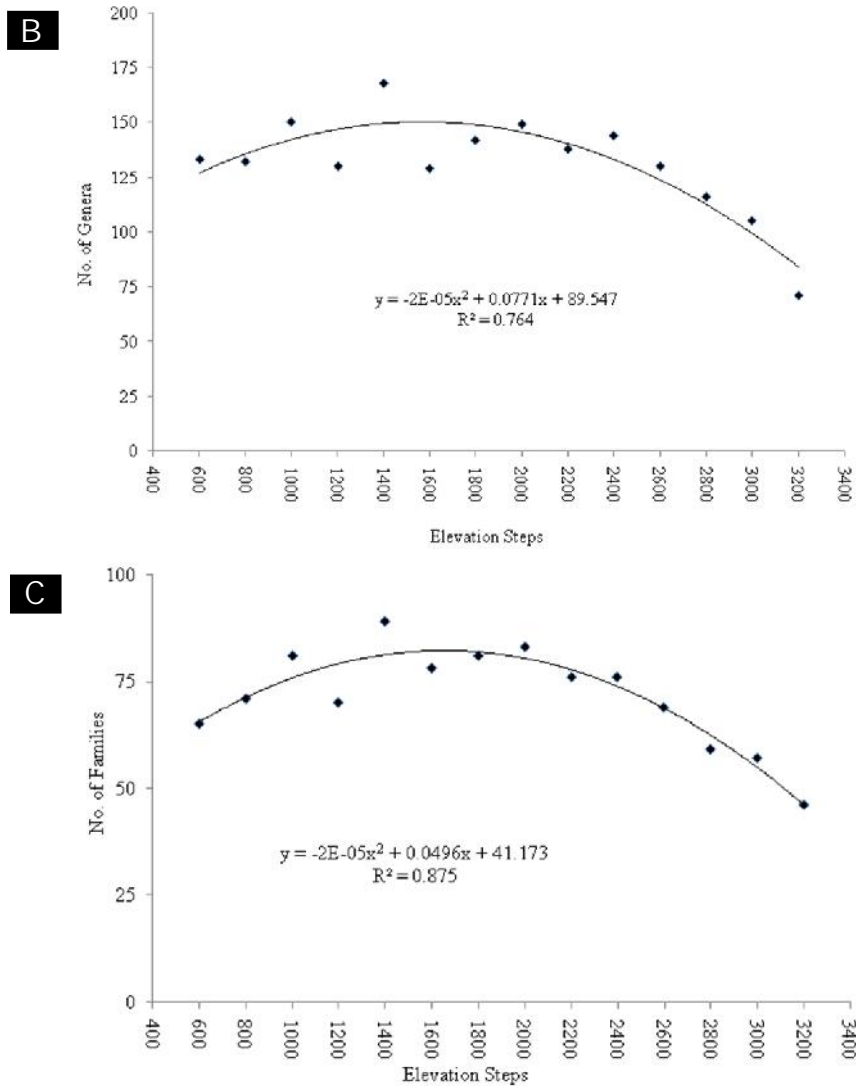 B
200
175
150
125
100
75
50
25
0
No. of Genera
y = -2E-05x² + 0.0771x + 89.547
R² = 0.764
400 600 800 1000 1200 1400 1600 1800 2000 2200 2400 2600 2800 3000 3200 3400
Elevation Steps
C
100
75
50
25
0
No. of Families
y = -2E-05x² + 0.0496x + 41.173
R² = 0.875
400 600 800 1000 1200 1400 1600 1800 2000 2200 2400 2600 2800 3000 3200 3400
Elevation Steps